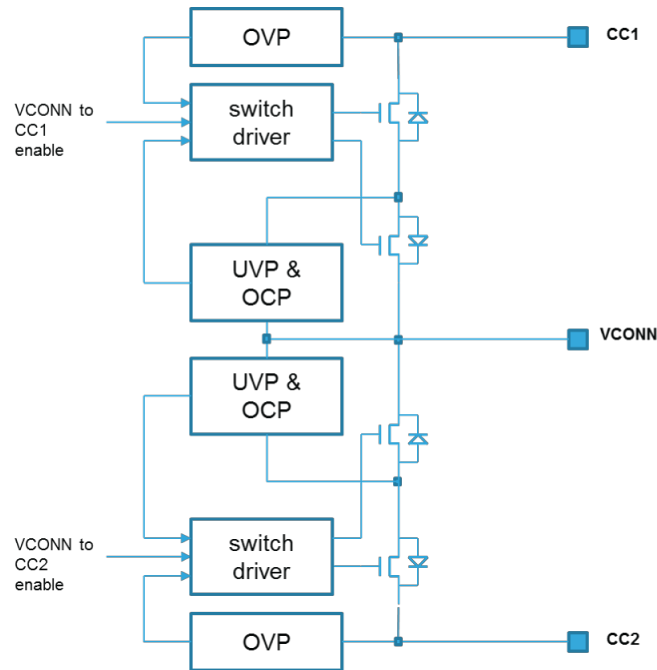 OVP
CC1
VCONN to
CC1
enable
switch
driver
UVP &
OCP
VCONN
UVP &
OCP
VCONN to
CC2
enable
switch
driver
OVP
CC2